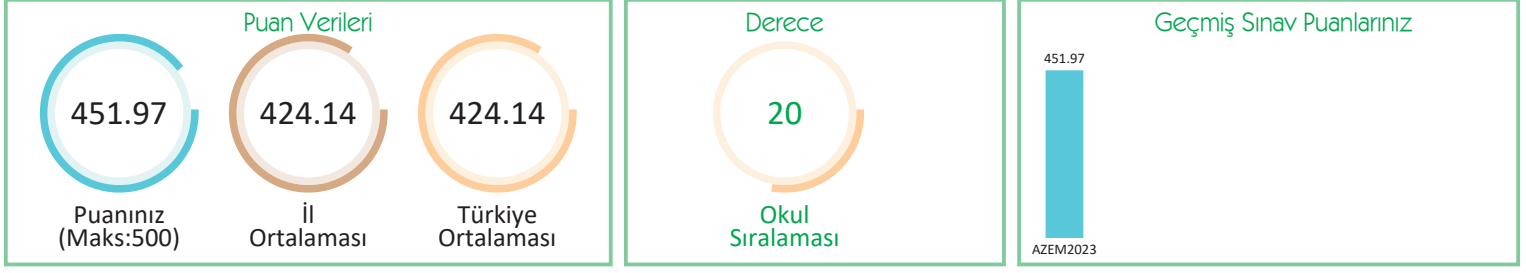 Puan Verileri
451.97
424.14
424.14
Puanınız
(Maks:500)
İl
Ortalaması
Türkiye
Ortalaması
Derece
20
Okul
Sıralaması
Geçmiş Sınav Puanlarınız
451.97
AZEM2023